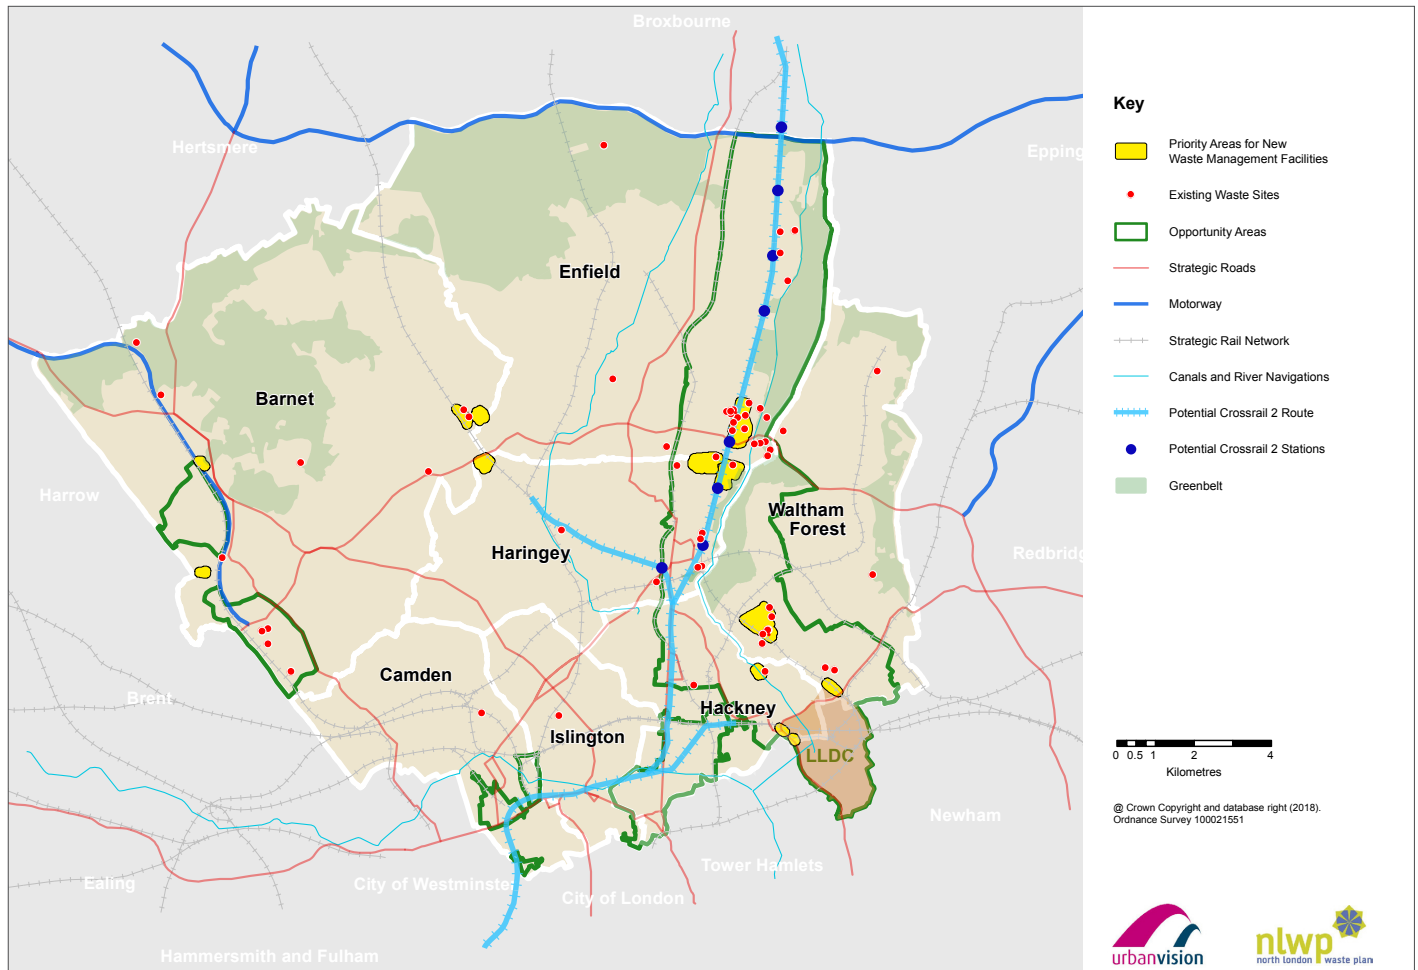 Broxbourne
Hertsmere
Epping
Enfield
Barnet
Harrow
Waltham
Forest
Haringey
Redbridg
Camden
Brent
Hackney
Islington
LLDC
Newham
Tower Hamlets
Ealing
City of Westminste
City of London
Hammersmith and Fulham
Key
Priority Areas for New
Waste Management Facilities
Existing Waste Sites
Opportunity Areas
Strategic Roads
Motorway
Strategic Rail Network
Canals and River Navigations
Potential Crossrail 2 Route
Potential Crossrail 2 Stations
Greenbelt
0 0.5 1 2 4
Kilometres
@ Crown Copyright and database right (2018).
Ordnance Survey 100021551
urbanvision
nlwp
north london waste plan